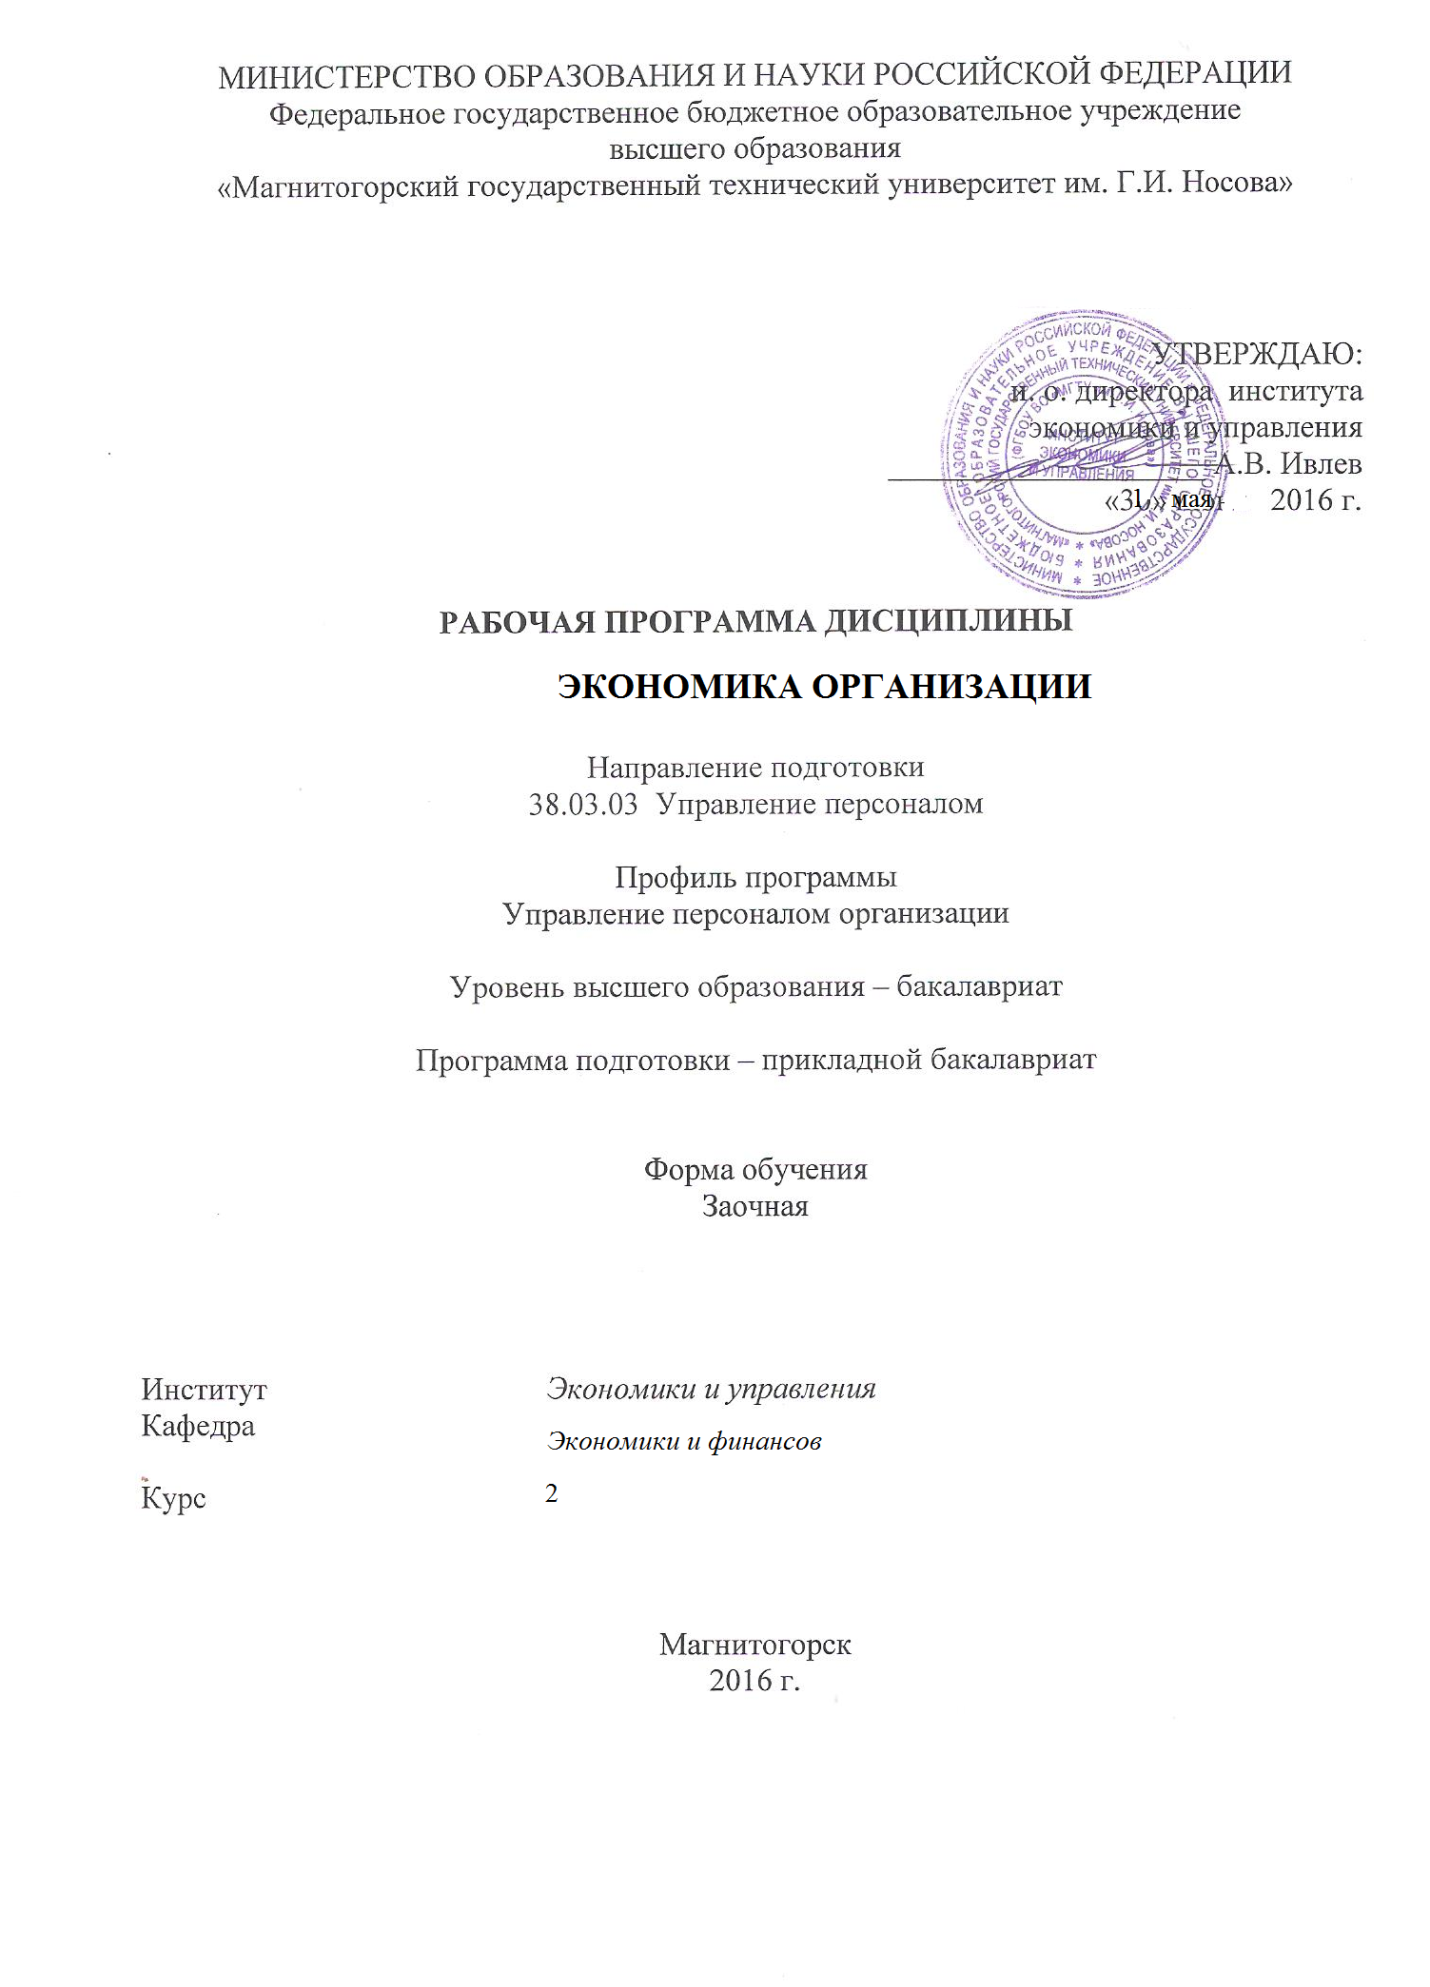 МИНИСТЕРСТВО ОБРАЗОВАНИЯ И НАУКИ РОССИЙСКОЙ ФЕДЕРАЦИИ
Федеральное государственное бюджетное образовательное учреждение
высшего образования
«Магнитогорский государственный технический университет им. Г.И. Носова»
УТВЕРЖДАЮ:
и. о. директора института
экономики и управления
А.В. Ивлев
«31» мая 2016 г.
ИНСТИТУТ
ЭКОНОМИКИ
И УПРАВЛЕНИЯ
РАБОЧАЯ ПРОГРАММА ДИСЦИПЛИНЫ
ЭКОНОМИКА ОРГАНИЗАЦИИ
Направление подготовки
38.03.03 Управление персоналом
Профиль программы
Управление персоналом организации
Уровень высшего образования – бакалавриат
Программа подготовки – прикладной бакалавриат
Форма обучения
Заочная
Институт Экономики и управления
Кафедра Экономики и финансов
Курс 2
Магнитогорск
2016 г.